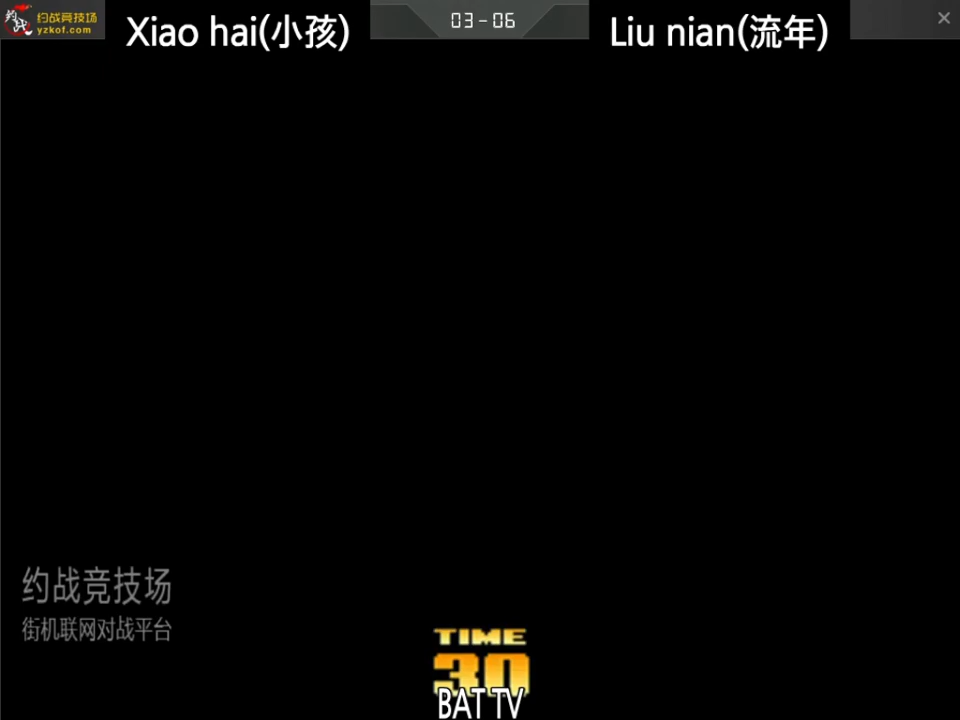 约战竞技场
yzkof.com
Xiao hai(小孩)
03-06
Liu nian(流年)
约战竞技场
街机联网对战平台
TIME
30
BAT TV